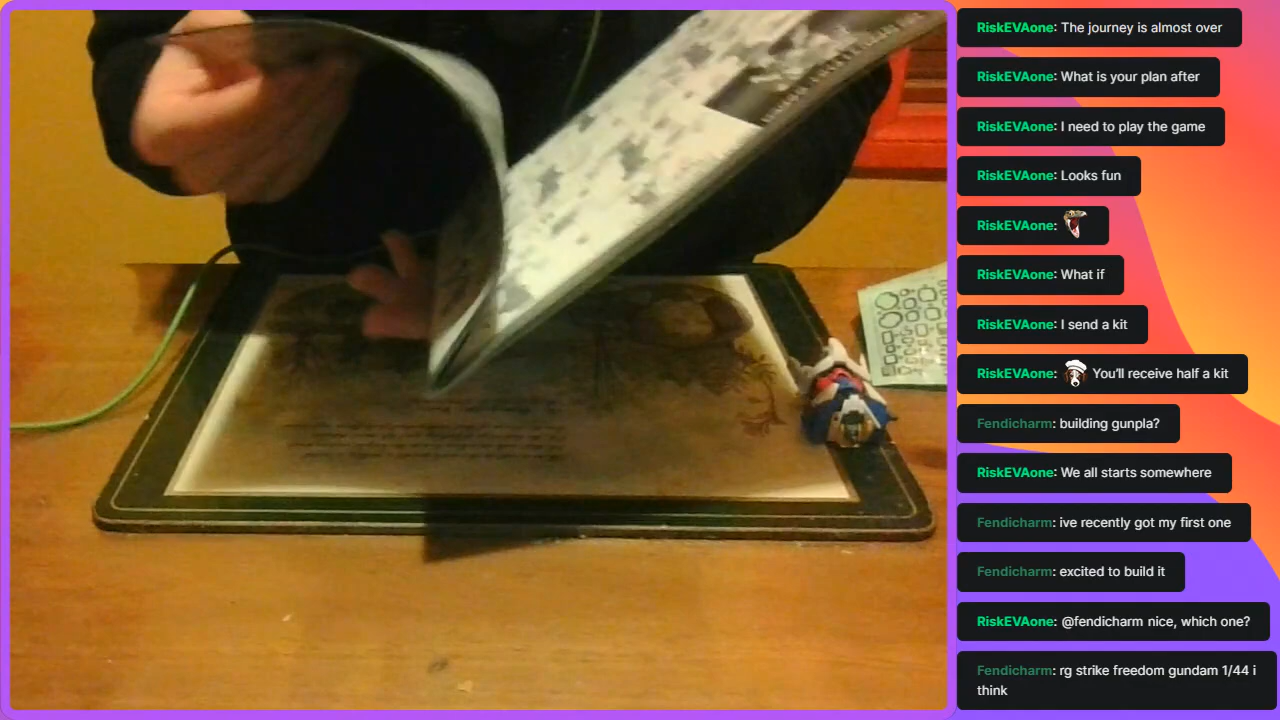 RiskEVAone: The journey is almost over
RiskEVAone: What is your plan after
RiskEVAone: I need to play the game
RiskEVAone: Looks fun
RiskEVAone:
RiskEVAone: What if
RiskEVAone: I send a kit
RiskEVAone: You'll receive half a kit
Fendicharm: building gunpla?
RiskEVAone: We all starts somewhere
Fendicharm: ive recently got my first one
Fendicharm: excited to build it
RiskEVAone: @fendicharm nice, which one?
Fendicharm: rg strike freedom gundam 1/44 i
think